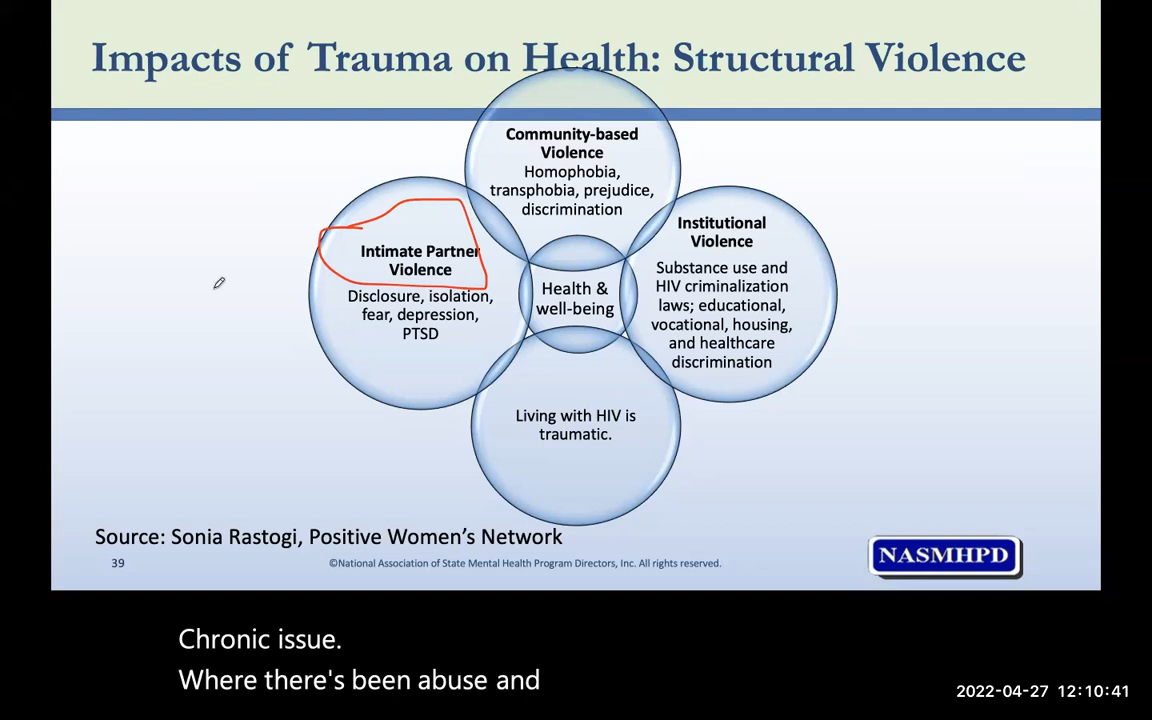 Impacts of Trauma on Health: Structural Violence
Community-based
Violence
Homophobia,
transphobia, prejudice,
discrimination
Intimate Partner
Violence
Disclosure, isolation,
fear, depression,
PTSD
Health &
well-being
Institutional
Violence
Substance use and
HIV criminalization
laws; educational,
vocational, housing,
and healthcare
discrimination
Living with HIV is
traumatic.
Source: Sonia Rastogi, Positive Women’s Network
39
©National Association of State Mental Health Program Directors, Inc. All rights reserved.
NASMHPD
Chronic issue.
Where there's been abuse and
2022-04-27 12:10:41